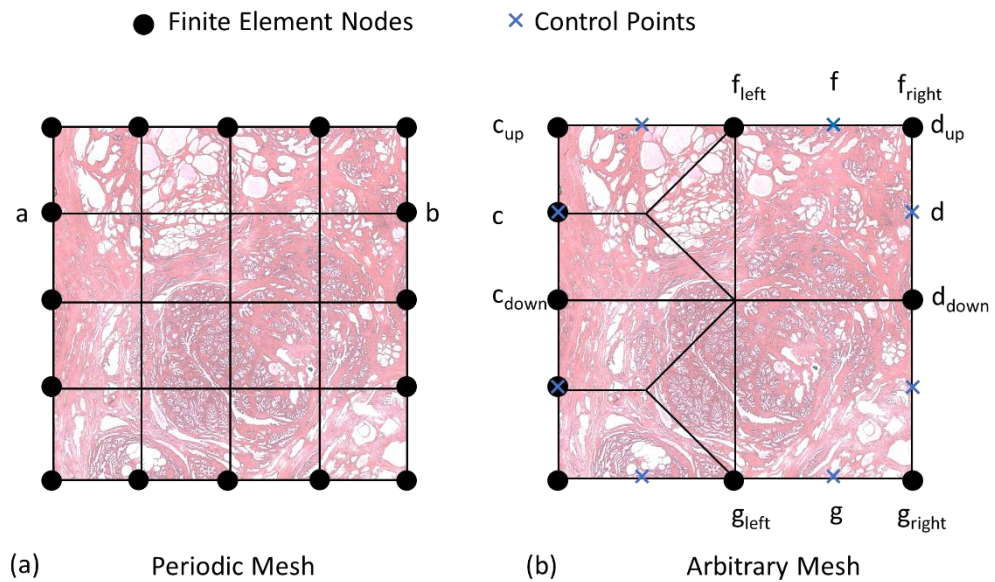 Finite Element Nodes
Control Points
f_left f f_right
c_up d_up
a b c d
c_down d_down
g_left g g_right
(a) Periodic Mesh (b) Arbitrary Mesh